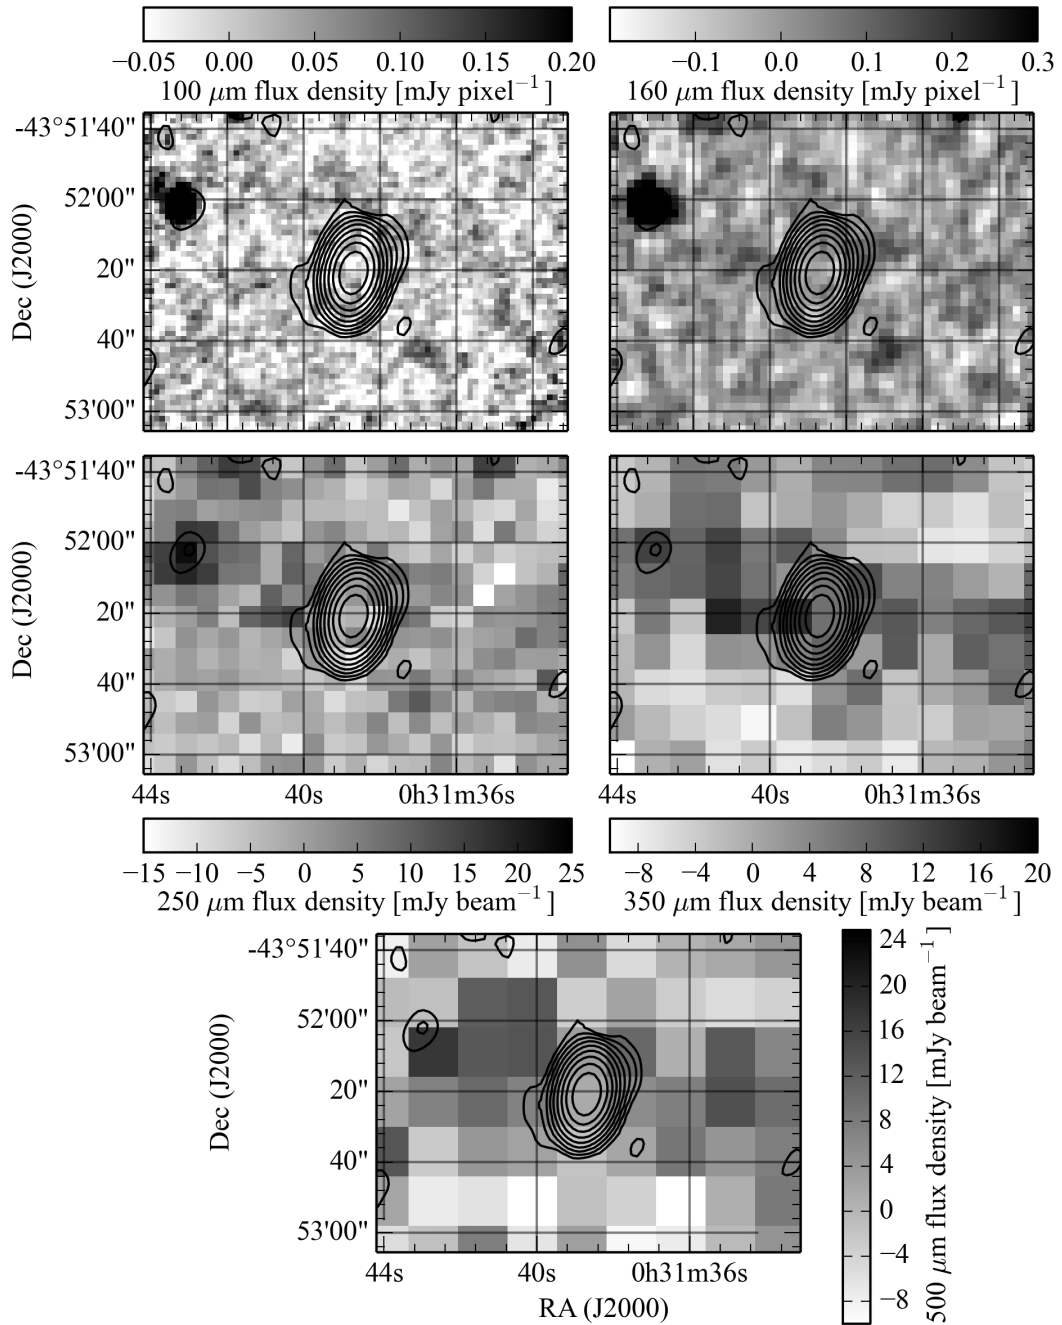 −0.05 0.00 0.05 0.10 0.15 0.20
100 μm flux density [mJy pixel⁻¹]
−0.1 0.0 0.1 0.2 0.3
160 μm flux density [mJy pixel⁻¹]
-43°51'40"
52'00"
20"
40"
53'00"
Dec (J2000)
-43°51'40"
52'00"
20"
40"
53'00"
Dec (J2000)
44s 40s 0h31m36s
44s 40s 0h31m36s
−15 −10 −5 0 5 10 15 20 25
250 μm flux density [mJy beam⁻¹]
−8 −4 0 4 8 12 16 20
350 μm flux density [mJy beam⁻¹]
-43°51'40"
52'00"
20"
40"
53'00"
Dec (J2000)
44s 40s 0h31m36s
RA (J2000)
24
20
16
12
8
4
0
−4
−8
500 μm flux density [mJy beam⁻¹]